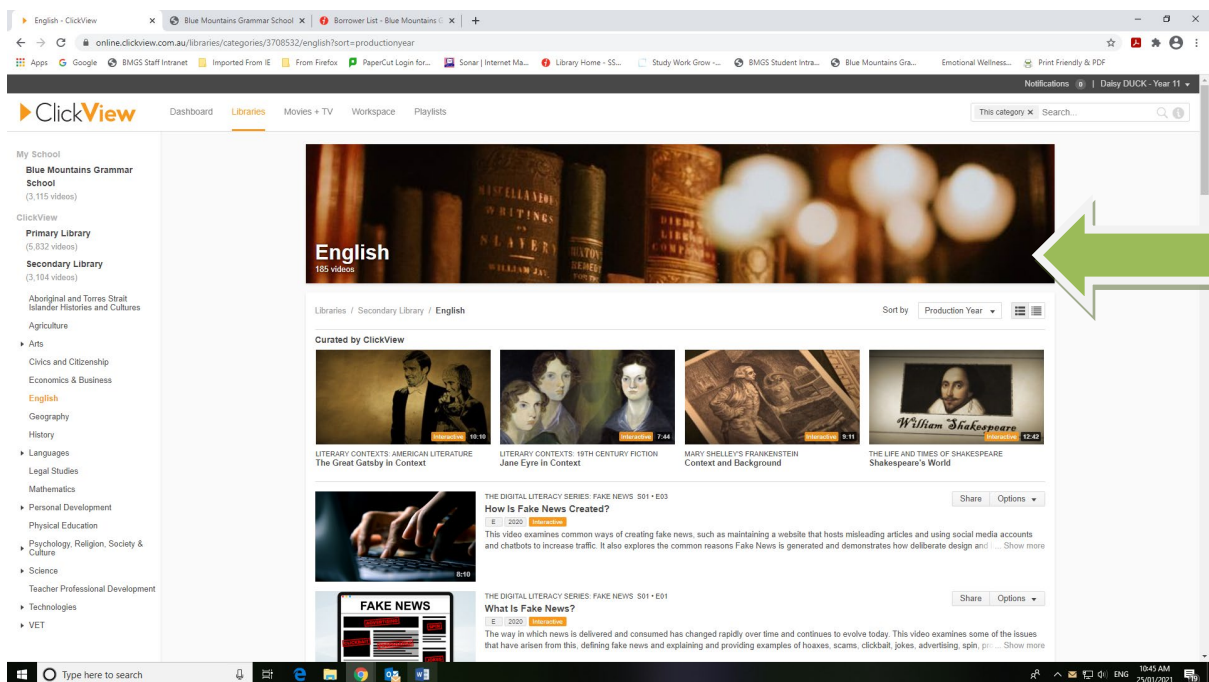 English - ClickView
Blue Mountains Grammar School
Borrower List - Blue Mountains G
online.clickview.com.au/libraries/categories/3708532/english?sort=productionyear
Apps Google BMGS Staff Intranet Imported From IE From Firefox PaperCut Login for... Sonar | Internet Ma... Library Home - SS... Study Work Grow -... BMGS Student Intra... Blue Mountains Gra... Emotional Wellness... Print Friendly & PDF
Notifications 0 | Daisy DUCK - Year 11
ClickView Dashboard Libraries Movies + TV Workspace Playlists This category x Search...
My School
Blue Mountains Grammar
School
(3,115 videos)
ClickView
Primary Library
(5,832 videos)
Secondary Library
(3,104 videos)
Aboriginal and Torres Strait
Islander Histories and Cultures
Agriculture
Arts
Civics and Citizenship
Economics & Business
English
Geography
History
Languages
Legal Studies
Mathematics
Personal Development
Physical Education
Psychology, Religion, Society &
Culture
Science
Teacher Professional Development
Technologies
VET
WRITINGS
SLAVERY
WILLIAM JAY
English
185 videos
Libraries / Secondary Library / English
Sort by Production Year
Curated by ClickView
Interactive 10:10
LITERARY CONTEXTS: AMERICAN LITERATURE
The Great Gatsby in Context
Interactive 7:44
LITERARY CONTEXTS: 19TH CENTURY FICTION
Jane Eyre in Context
Interactive 9:11
MARY SHELLEY'S FRANKENSTEIN
Context and Background
William Shakespeare
Interactive 12:42
THE LIFE AND TIMES OF SHAKESPEARE
Shakespeare's World
8:10
THE DIGITAL LITERACY SERIES: FAKE NEWS S01 • E03
How Is Fake News Created?
E 2020 Interactive
This video examines common ways of creating fake news, such as maintaining a website that hosts misleading articles and using social media accounts
and chatbots to increase traffic. It also explores the common reasons Fake News is generated and demonstrates how deliberate design and ... Show more
Share Options
FAKE NEWS
THE DIGITAL LITERACY SERIES: FAKE NEWS S01 • E01
What Is Fake News?
E 2020 Interactive
The way in which news is delivered and consumed has changed rapidly over time and continues to evolve today. This video examines some of the issues
that have arisen from this, defining fake news and explaining and providing examples of hoaxes, scams, clickbait, jokes, advertising, spin, ... Show more
Share Options
Type here to search
ENG
10:45 AM
25/01/2021